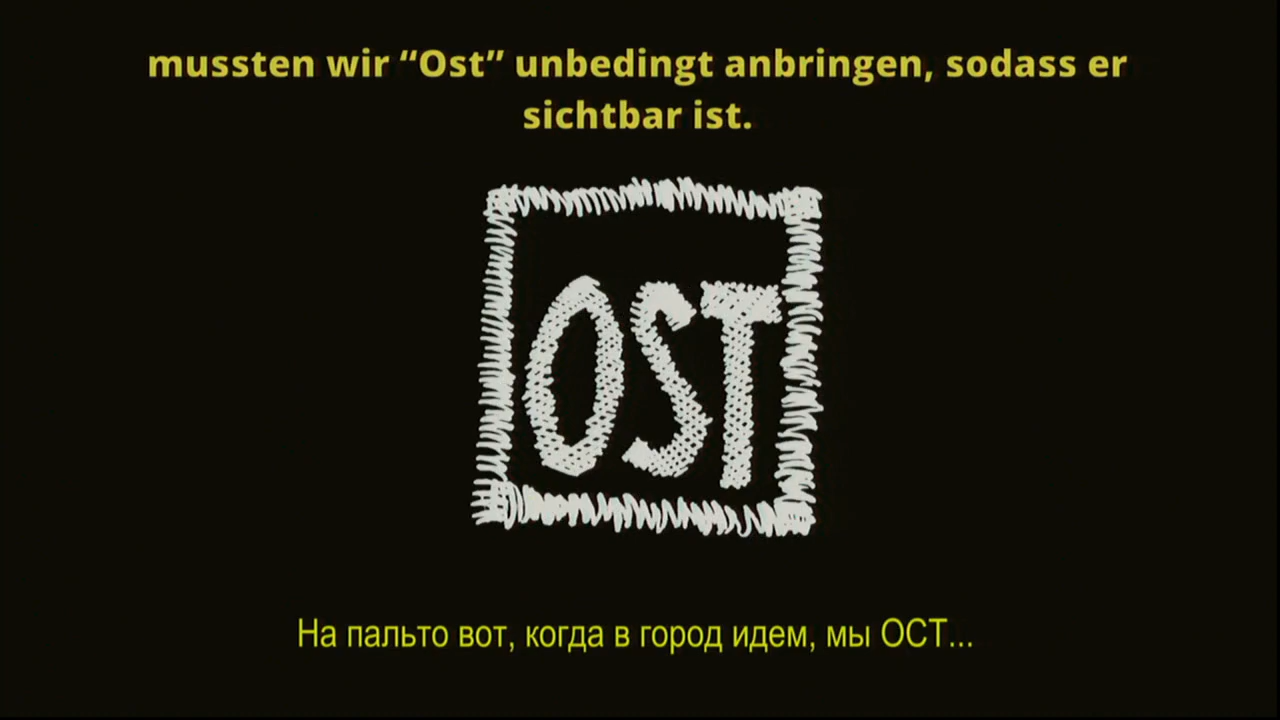 mussten wir “Ost” unbedingt anbringen, sodass er
sichtbar ist.
OST
На пальто вот, когда в город идем, мы ОСТ...